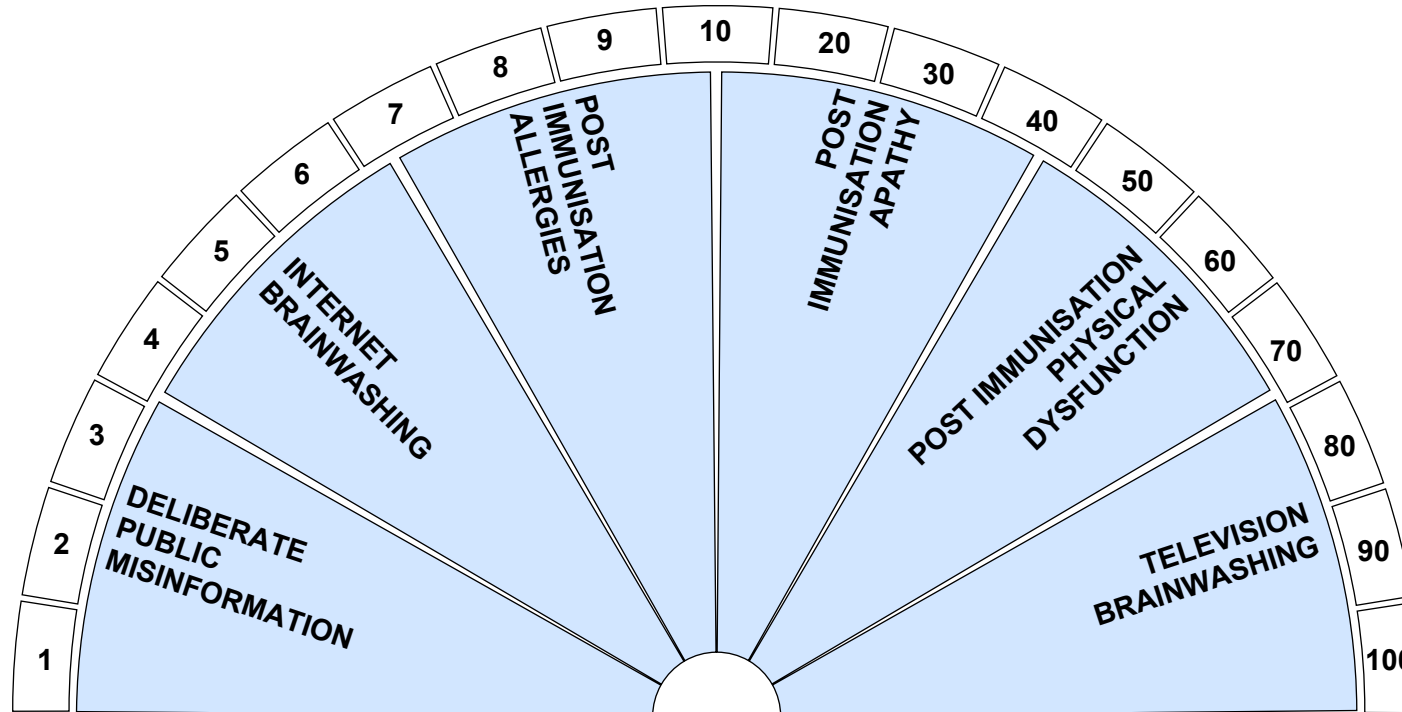 1
2
3
4
5
6
7
8
9
10
20
30
40
50
60
70
80
90
100
DELIBERATE
PUBLIC
MISINFORMATION
INTERNET
BRAINWASHING
POST
IMMUNISATION
ALLERGIES
POST
IMMUNISATION
APATHY
POST IMMUNISATION
PHYSICAL
DYSFUNCTION
TELEVISION
BRAINWASHING